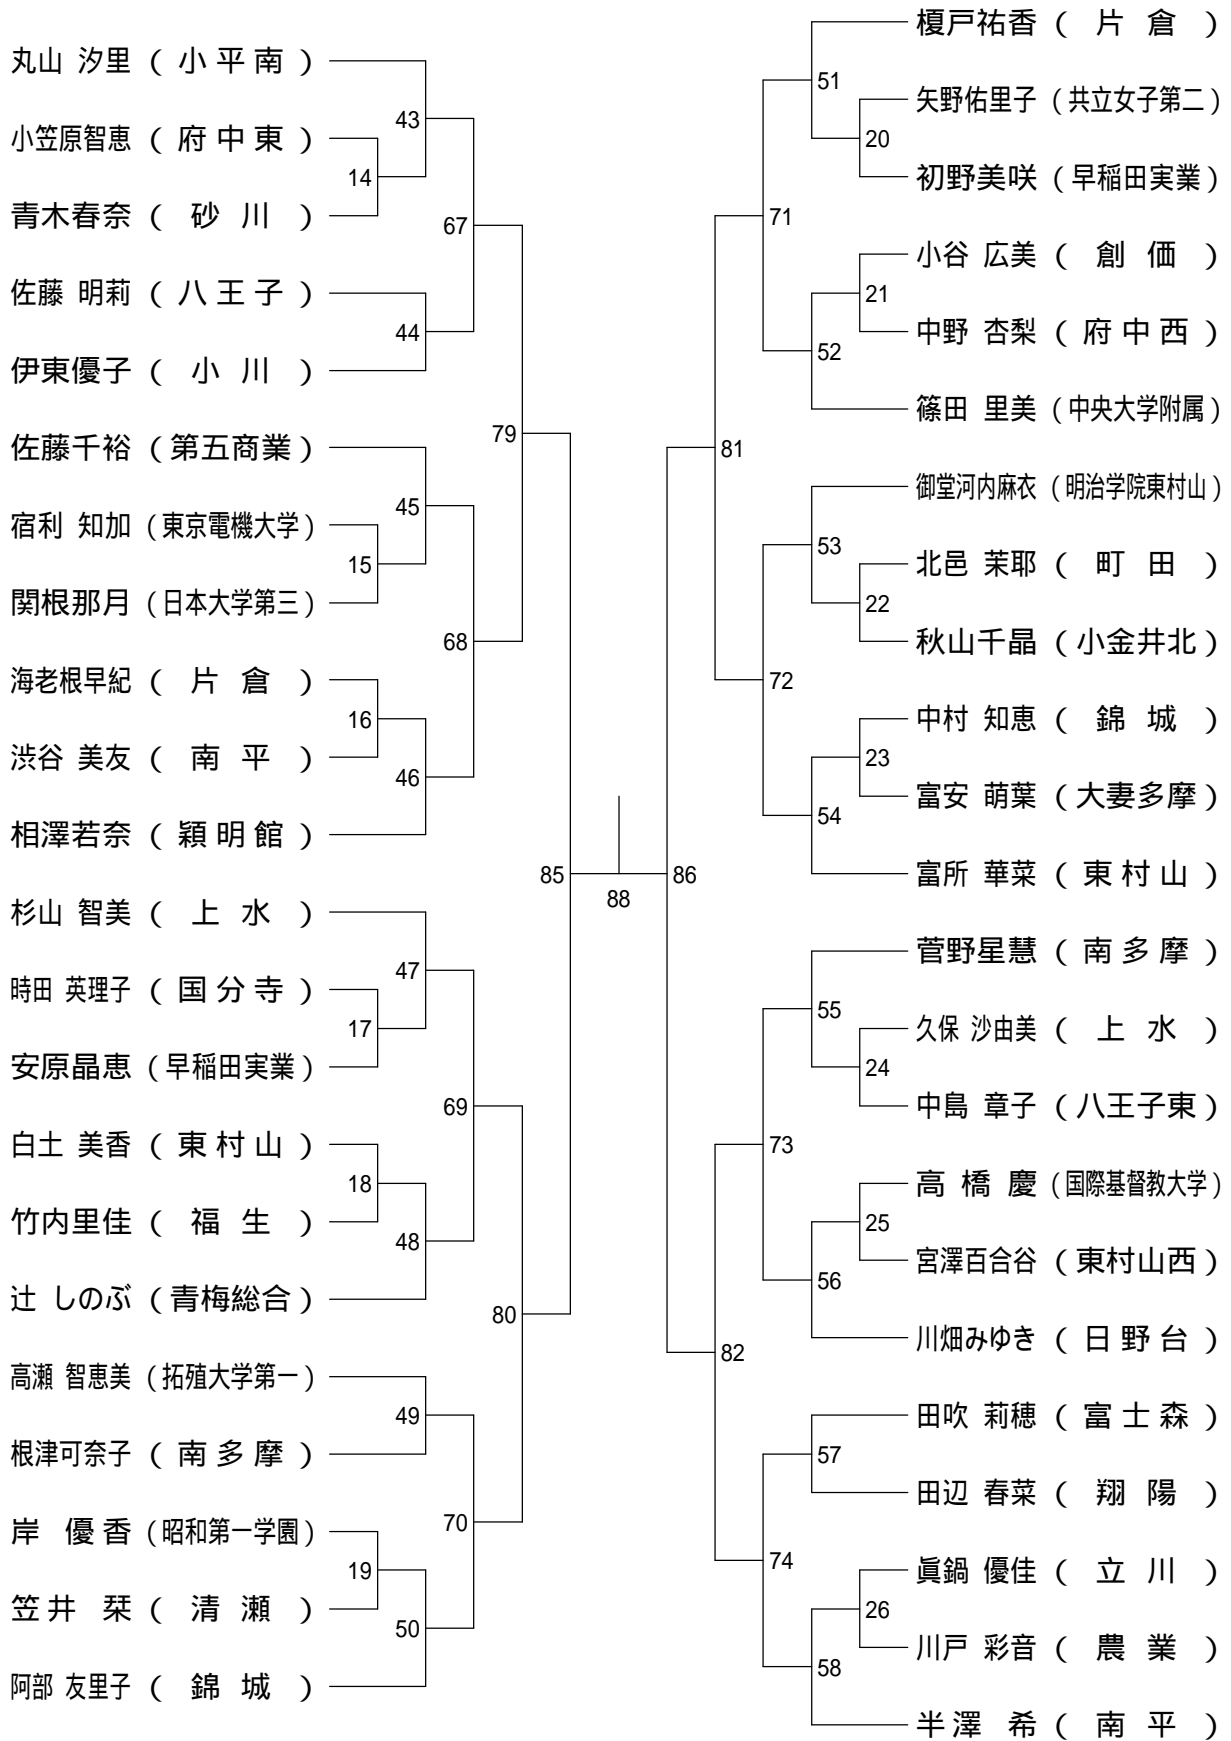 丸山 汐里 ( 小 平 南 )
小笠原智恵 ( 府 中 東 )
青木春奈 ( 砂 川 )
佐藤 明莉 ( 八 王 子 )
伊東優子 ( 小 川 )
佐藤千裕 ( 第五商業 )
宿利 知加 ( 東京電機大学 )
関根那月 ( 日本大学第三 )
海老根早紀 ( 片 倉 )
渋谷 美友 ( 南 平 )
相澤若奈 ( 穎 明 館 )
杉山 智美 ( 上 水 )
時田 英理子 ( 国 分 寺 )
安原晶恵 ( 早稲田実業 )
白土 美香 ( 東 村 山 )
竹内里佳 ( 福 生 )
辻 しのぶ ( 青梅総合 )
高瀬 智恵美 ( 拓殖大学第一 )
根津可奈子 ( 南 多 摩 )
岸 優 香 ( 昭和第一学園 )
笠 井 栞 ( 清 瀬 )
阿部 友里子 ( 錦 城 )
14
15
16
17
18
19
43
44
45
46
47
48
49
50
67
68
69
70
79
80
85
88
86
81
82
71
72
73
74
51
52
53
54
55
56
57
58
20
21
22
23
24
25
26
榎戸祐香 ( 片 倉 )
矢野佑里子 ( 共立女子第二 )
初野美咲 ( 早稲田実業 )
小谷 広美 ( 創 価 )
中野 杏梨 ( 府 中 西 )
篠田 里美 ( 中央大学附属 )
御堂河内麻衣 ( 明治学院東村山 )
北邑 茉耶 ( 町 田 )
秋山千晶 ( 小金井北 )
中村 知恵 ( 錦 城 )
富安 萌葉 ( 大妻多摩 )
富所 華菜 ( 東 村 山 )
菅野星慧 ( 南 多 摩 )
久保 沙由美 ( 上 水 )
中島 章子 ( 八王子東 )
高 橋 慶 ( 国際基督教大学 )
宮澤百合谷 ( 東村山西 )
川畑みゆき ( 日 野 台 )
田吹 莉穂 ( 富 士 森 )
田辺 春菜 ( 翔 陽 )
眞鍋 優佳 ( 立 川 )
川戸 彩音 ( 農 業 )
半 澤 希 ( 南 平 )